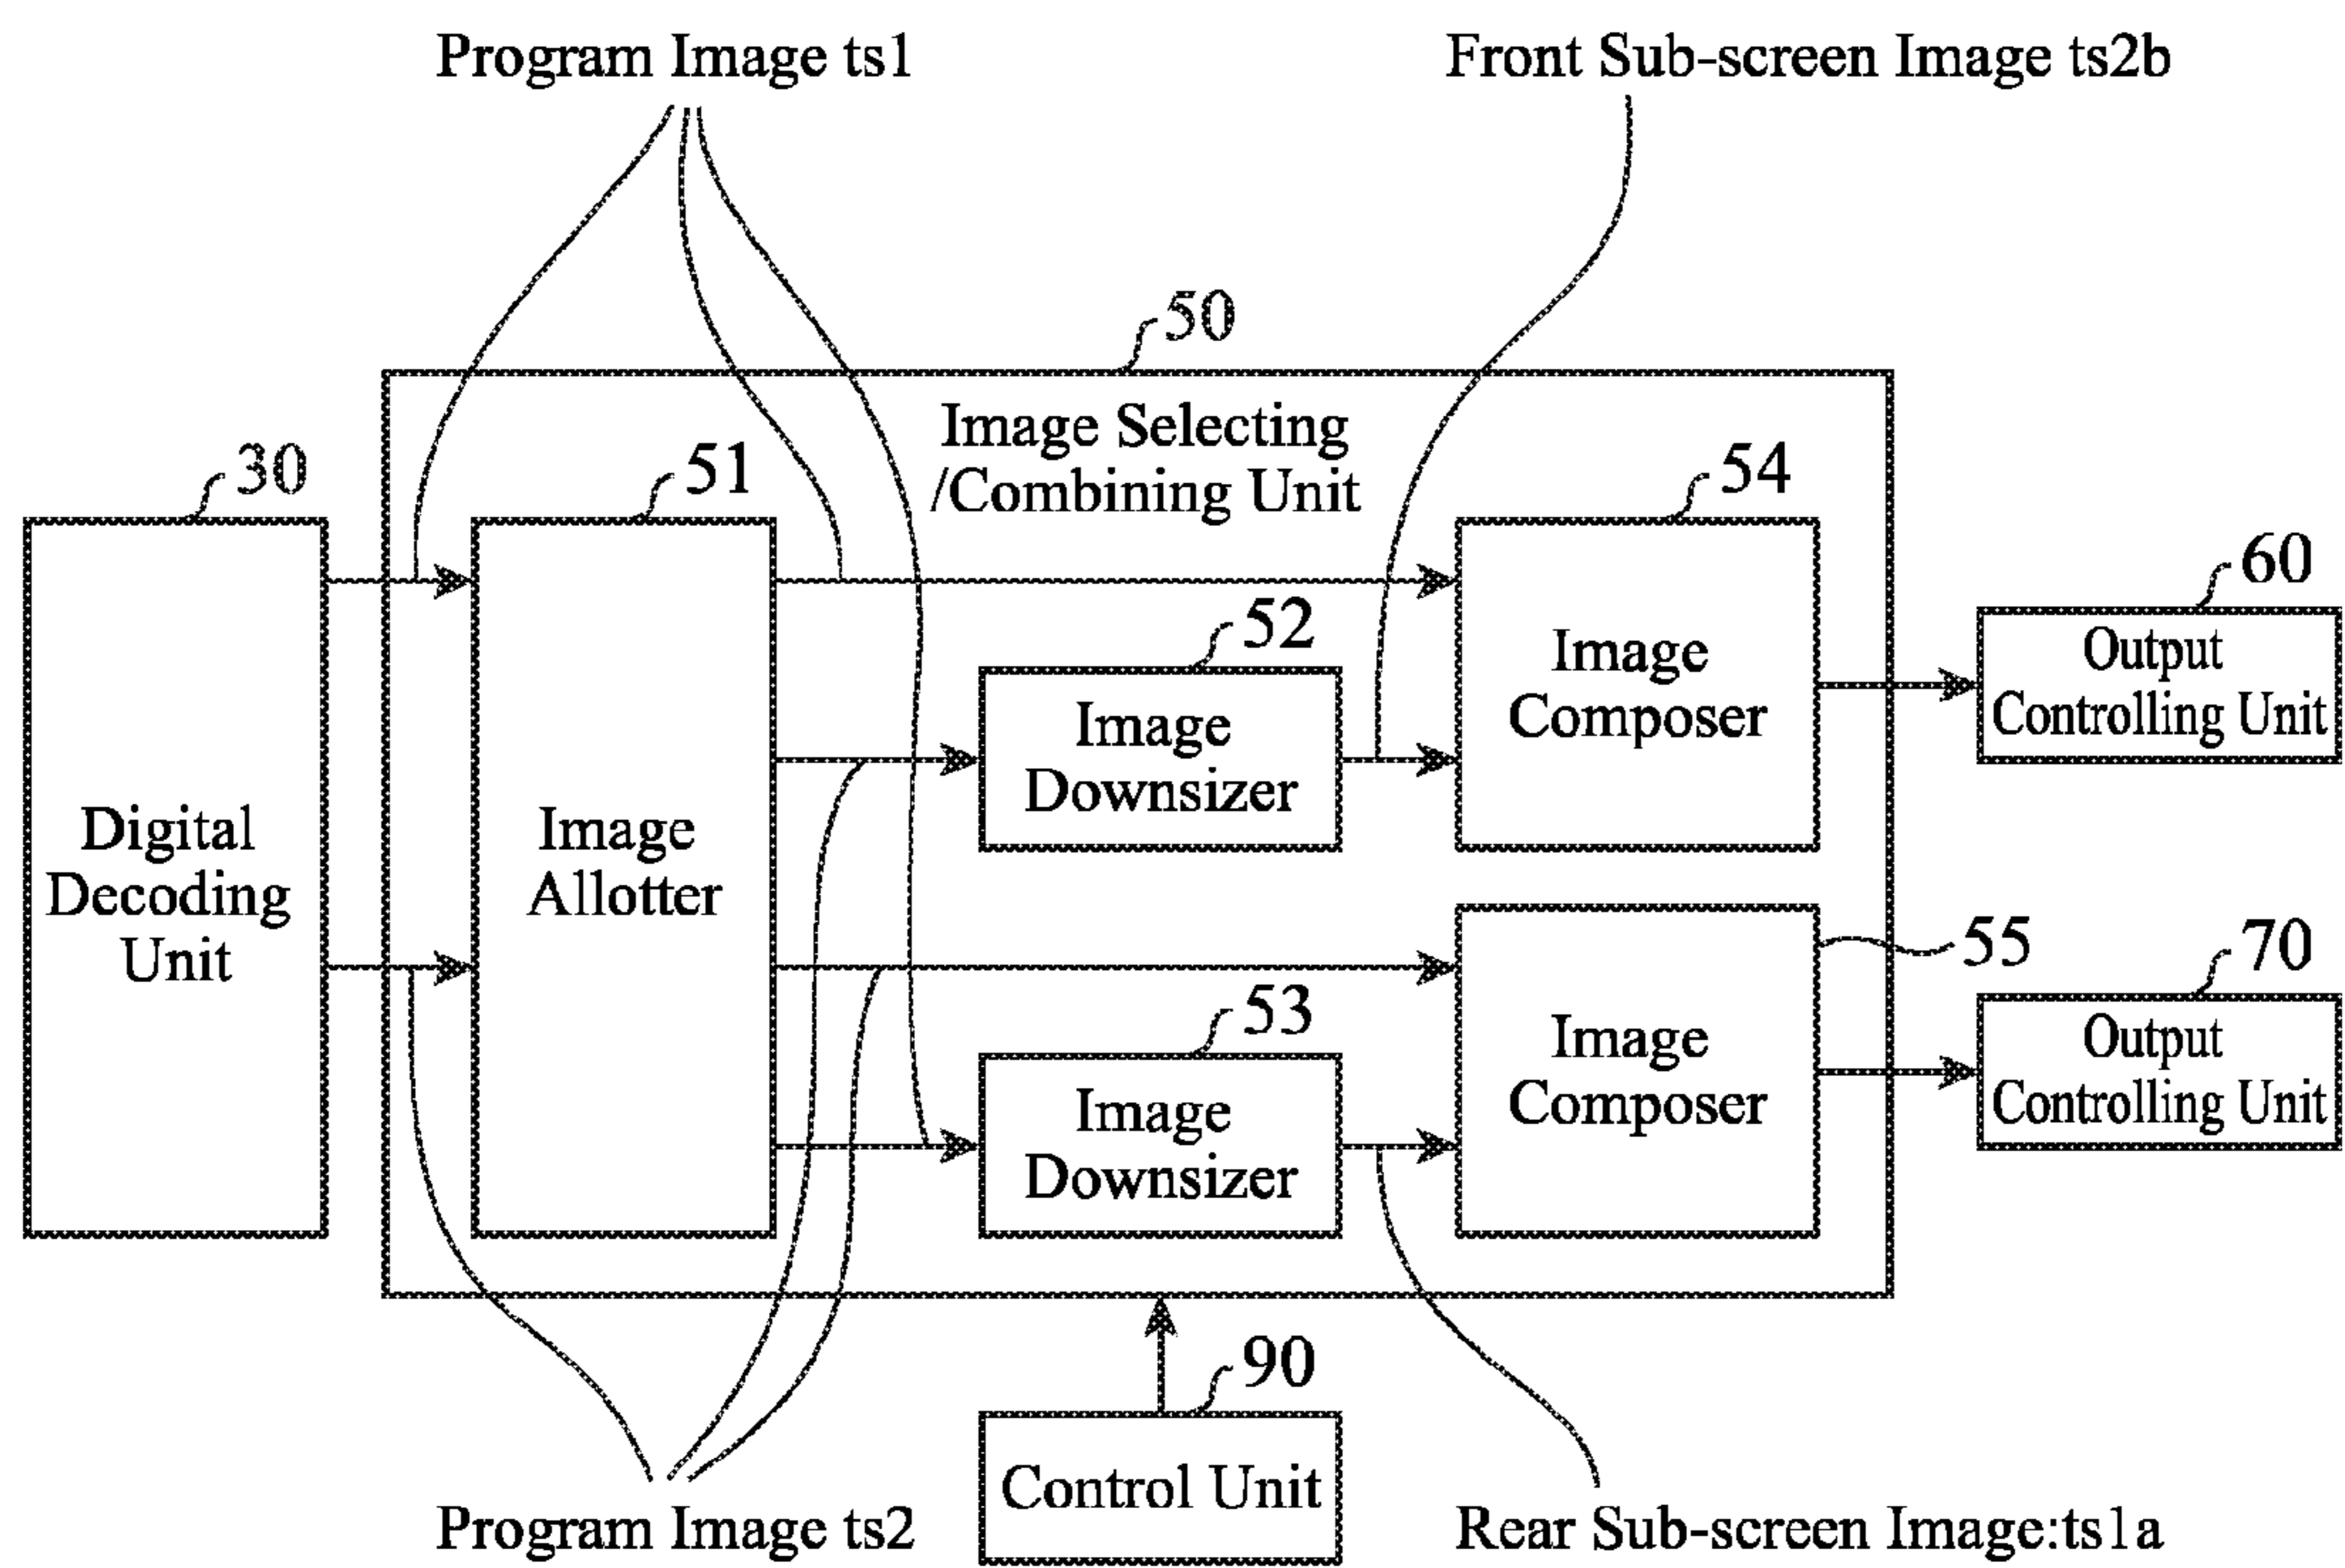 Program Image ts1
Front Sub-screen Image ts2b
50
Image Selecting
/Combining Unit
30
51
54
60
52
Digital
Decoding
Unit
Image
Allotter
Image
Downsizer
Image
Composer
Output
Controlling Unit
55
70
53
Image
Downsizer
Image
Composer
Output
Controlling Unit
90
Control Unit
Program Image ts2
Rear Sub-screen Image:ts1a